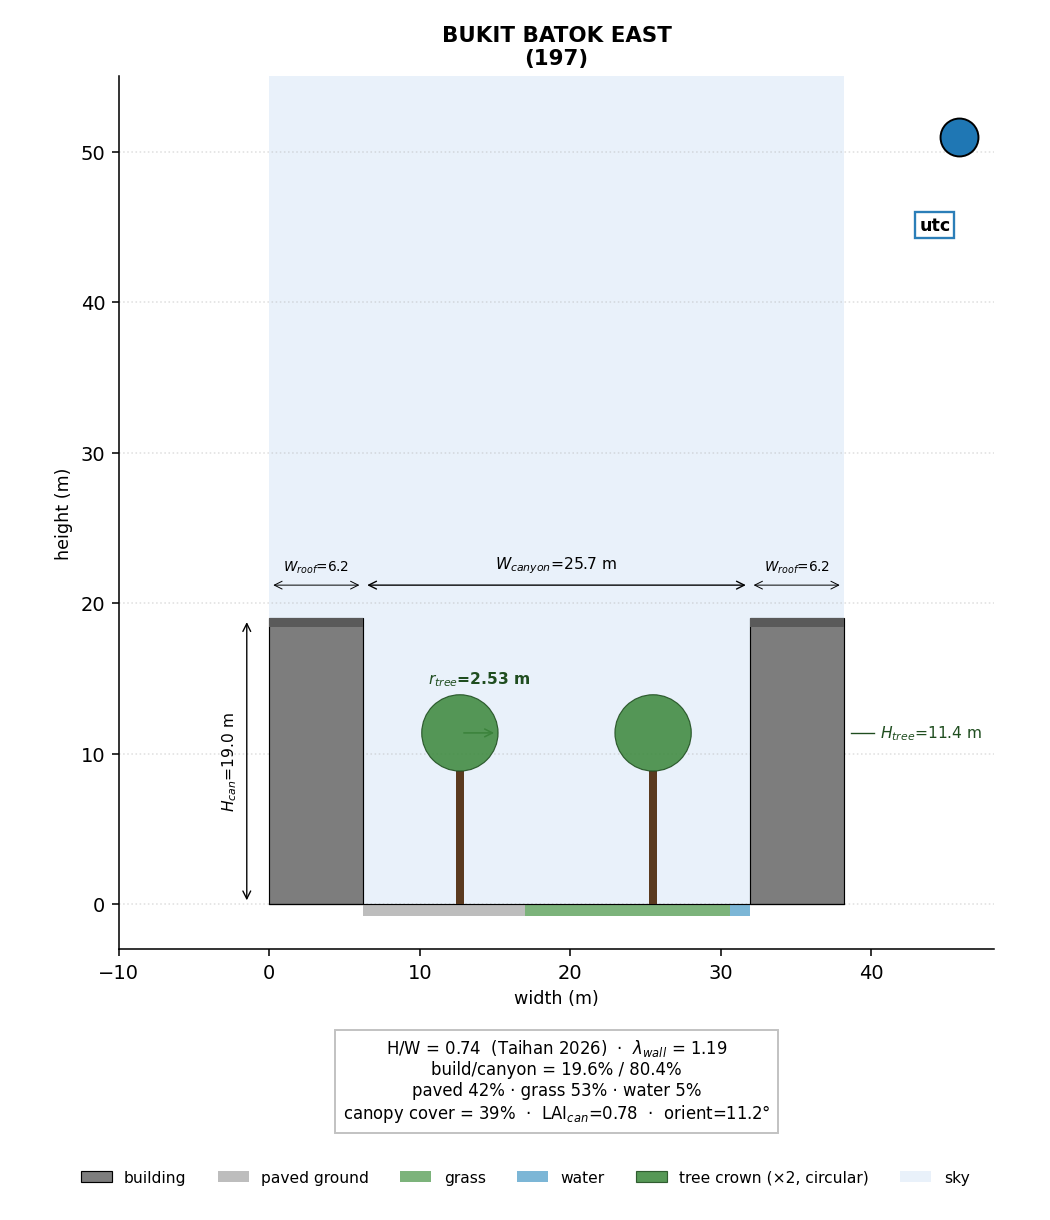 BUKIT BATOK EAST
(197)
50
utc
40
30
height (m)
W_roof=6.2
W_canyon=25.7 m
W_roof=6.2
20
r_tree=2.53 m
H_can=19.0 m
H_tree=11.4 m
10
0
−10
0
10
20
30
40
width (m)
H/W = 0.74 (Taihan 2026) · λ_wall = 1.19
build/canyon = 19.6% / 80.4%
paved 42% · grass 53% · water 5%
canopy cover = 39% · LAI_can=0.78 · orient=11.2°
building
paved ground
grass
water
tree crown (×2, circular)
sky